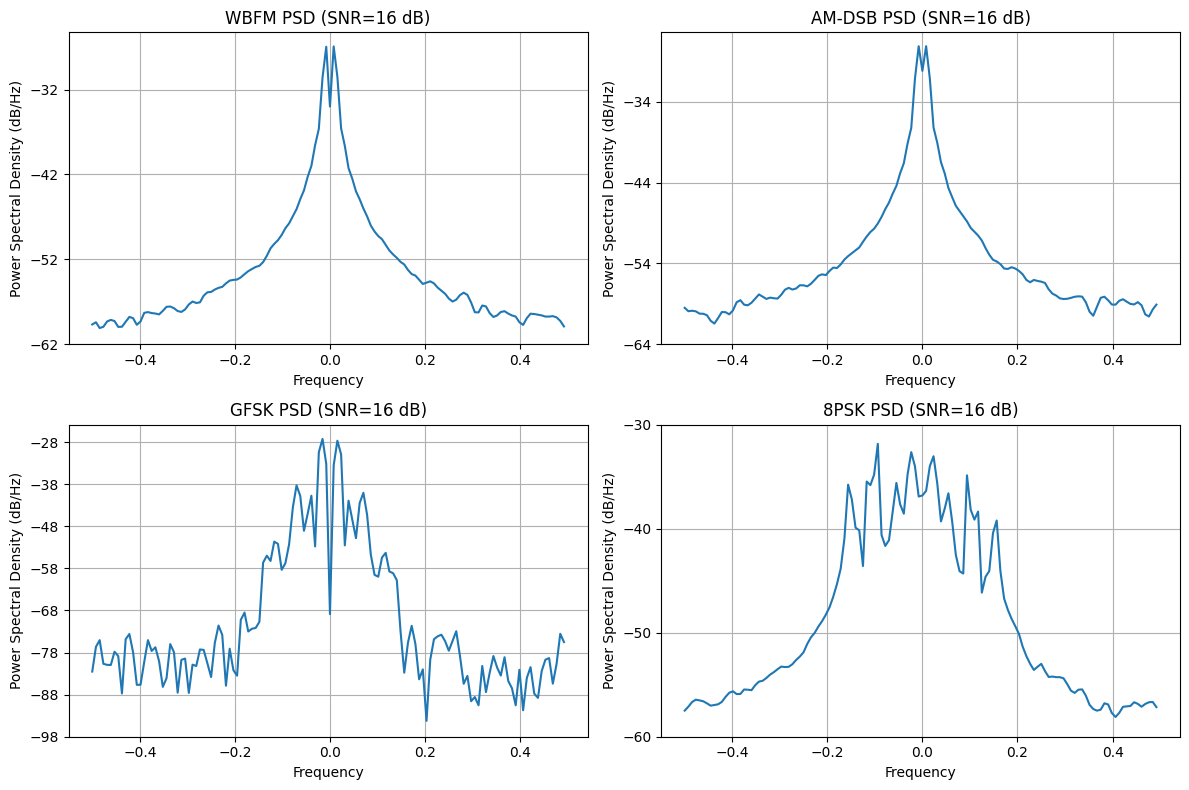 WBFM PSD (SNR=16 dB)
Power Spectral Density (dB/Hz)
−32
−42
−52
−62
−0.4 −0.2 0.0 0.2 0.4
Frequency
AM-DSB PSD (SNR=16 dB)
Power Spectral Density (dB/Hz)
−34
−44
−54
−64
−0.4 −0.2 0.0 0.2 0.4
Frequency
GFSK PSD (SNR=16 dB)
Power Spectral Density (dB/Hz)
−28
−38
−48
−58
−68
−78
−88
−98
−0.4 −0.2 0.0 0.2 0.4
Frequency
8PSK PSD (SNR=16 dB)
Power Spectral Density (dB/Hz)
−30
−40
−50
−60
−0.4 −0.2 0.0 0.2 0.4
Frequency